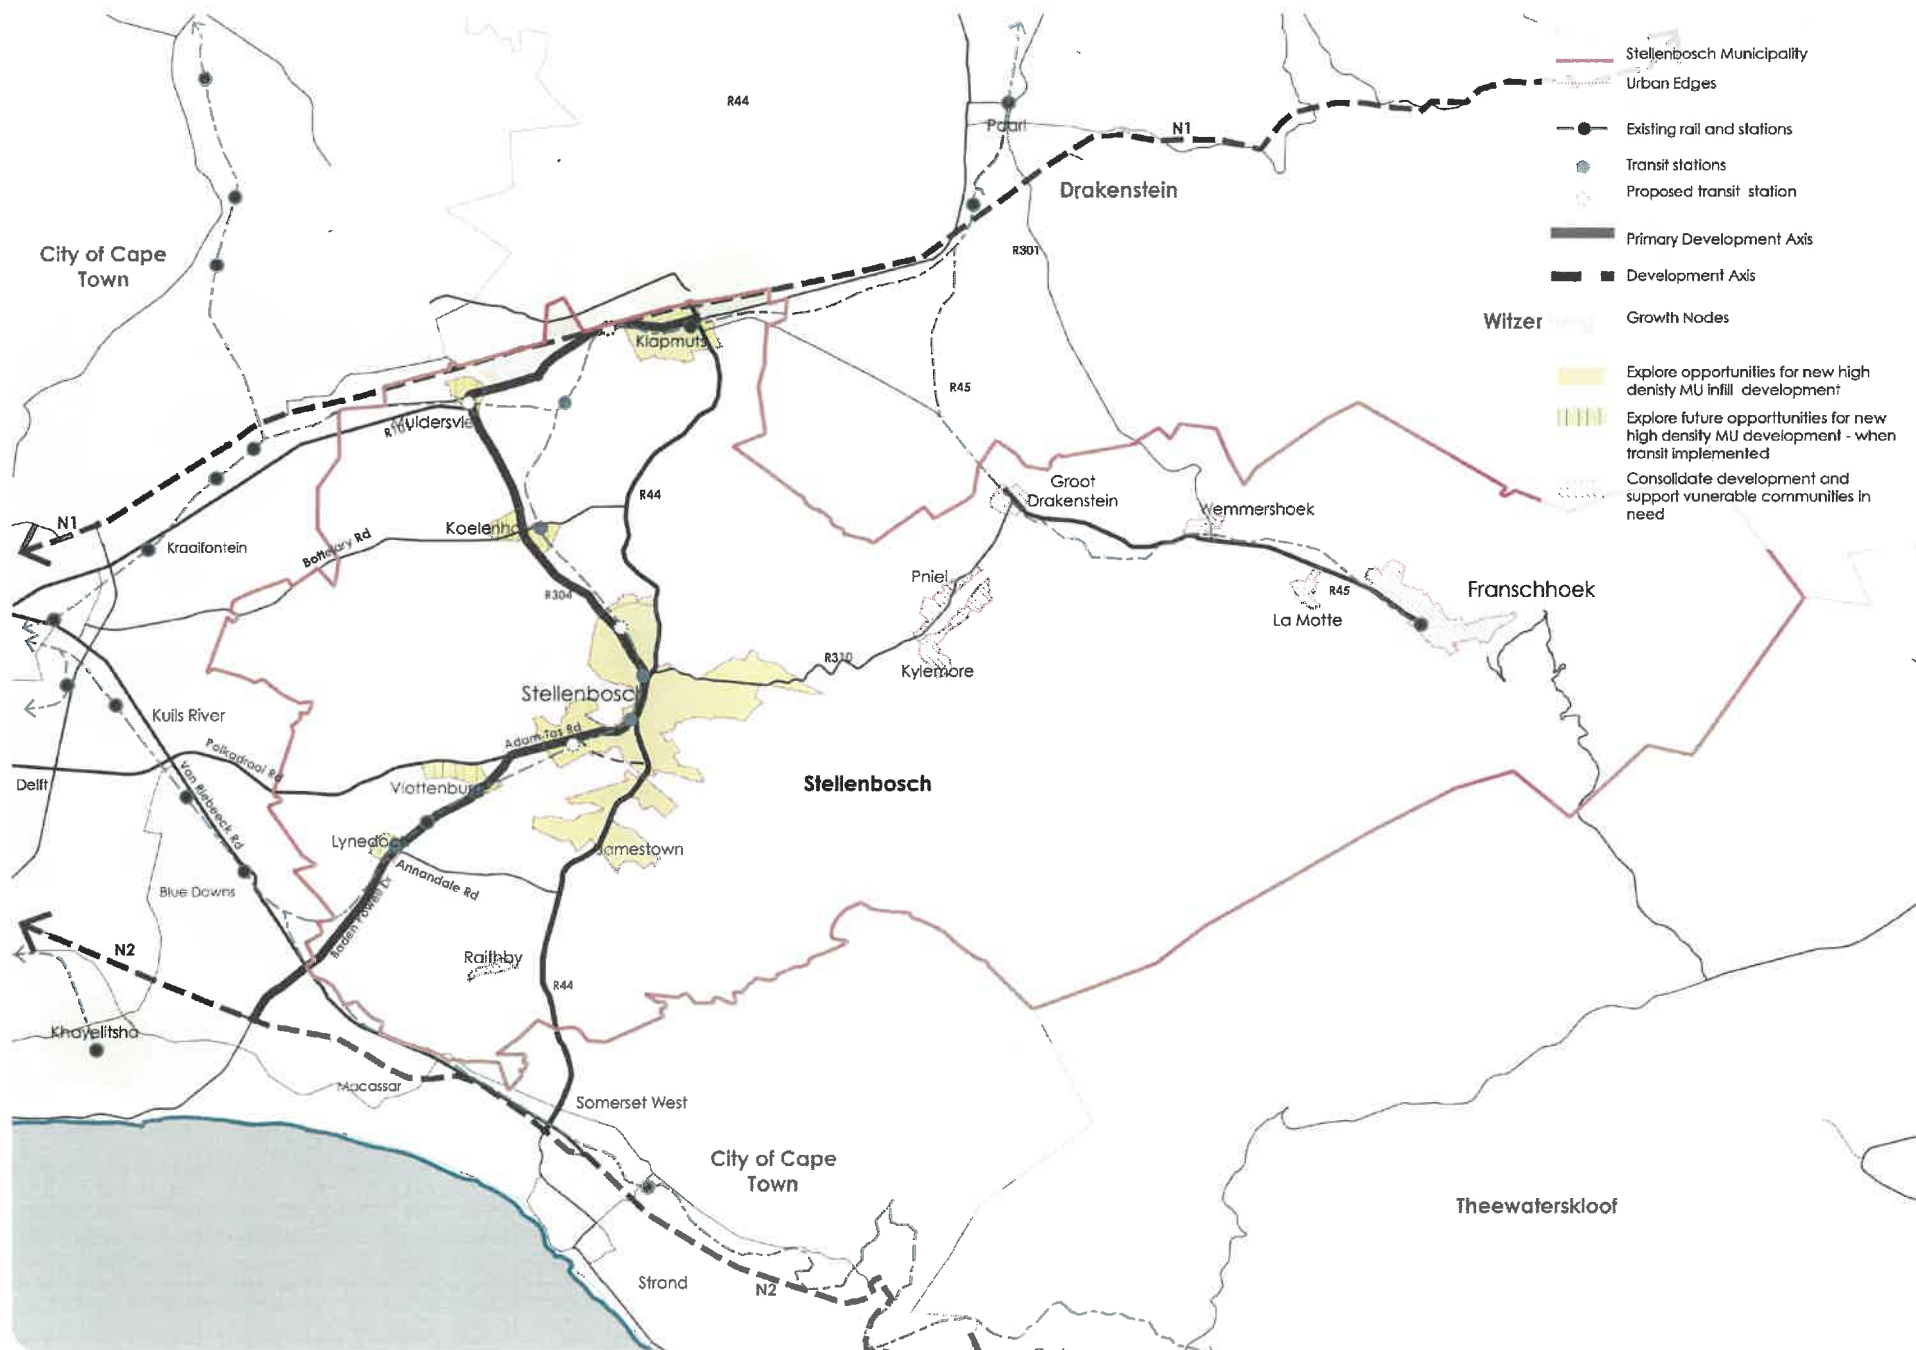 R44
Paarl
N1
Drakenstein
R301
City of Cape
Town
Klapmuts
R45
Koelenho
Bottelary Rd
R44
N1
Kraaifontein
R304
Groot
Drakenstein
Wemmershoek
Pniel
Franschhoek
R45
La Motte
R310
Kylemore
Stellenbosch
Kuils River
Adam Tas Rd
Polkadraai Rd
Delft
Van Riebeeck Rd
Vlottenburg
Stellenbosch
Lynedoc
Jamestown
Annandale Rd
Blue Downs
Baden Powell Dr
N2
Raithby
R44
Khayelitsha
Macassar
Somerset West
City of Cape
Town
Theewaterskloof
Strand
N2
Witzer
Stellenbosch Municipality
Urban Edges
Existing rail and stations
Transit stations
Proposed transit station
Primary Development Axis
Development Axis
Growth Nodes
Explore opportunities for new high
denisty MU infill development
Explore future opportunities for new
high density MU development - when
transit implemented
Consolidate development and
support vunerable communities in
need